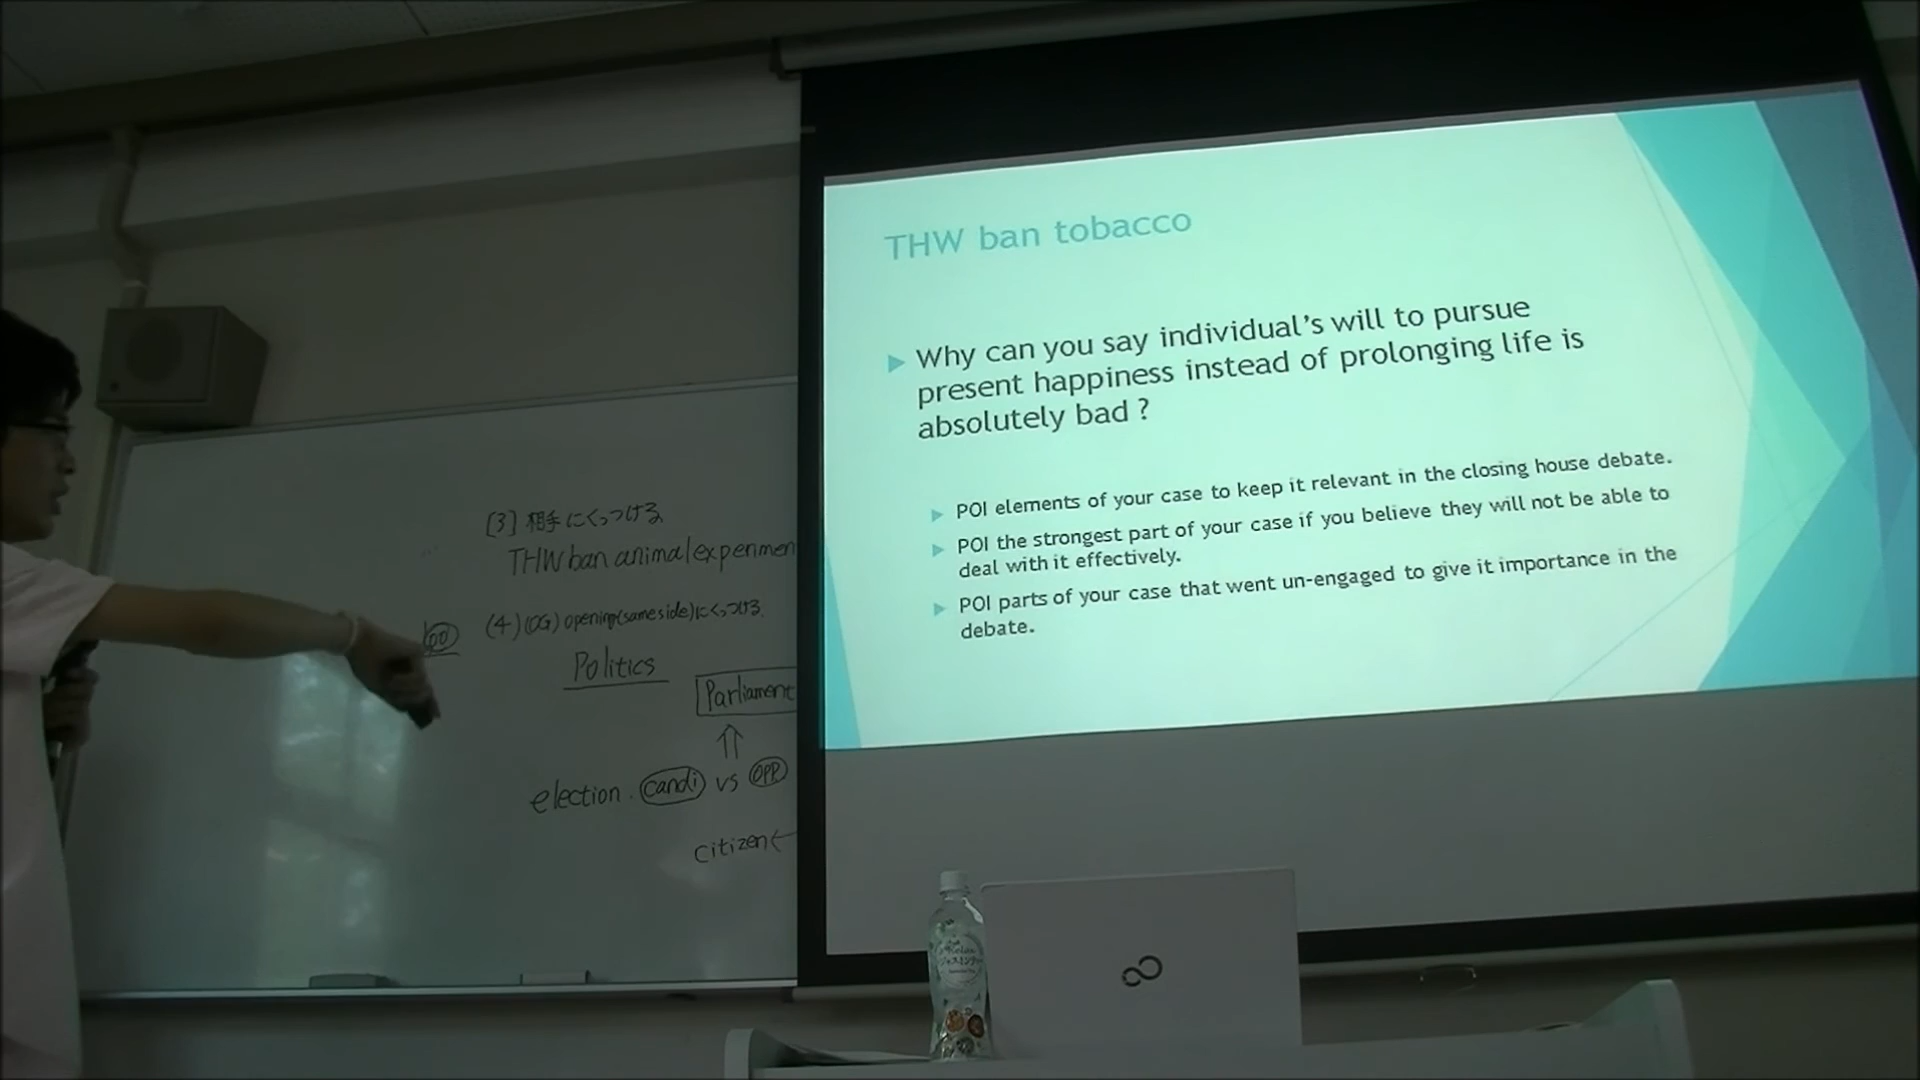 [3] 相手にくっつける
THW ban animal experimen
(4) (CG) opening(same side)にくっつける.
Politics
Parliament
election. candi vs OPP
citizen
THW ban tobacco
Why can you say individual's will to pursue
present happiness instead of prolonging life is
absolutely bad ?
POI elements of your case to keep it relevant in the closing house debate.
POI the strongest part of your case if you believe they will not be able to
deal with it effectively.
POI parts of your case that went un-engaged to give it importance in the
debate.